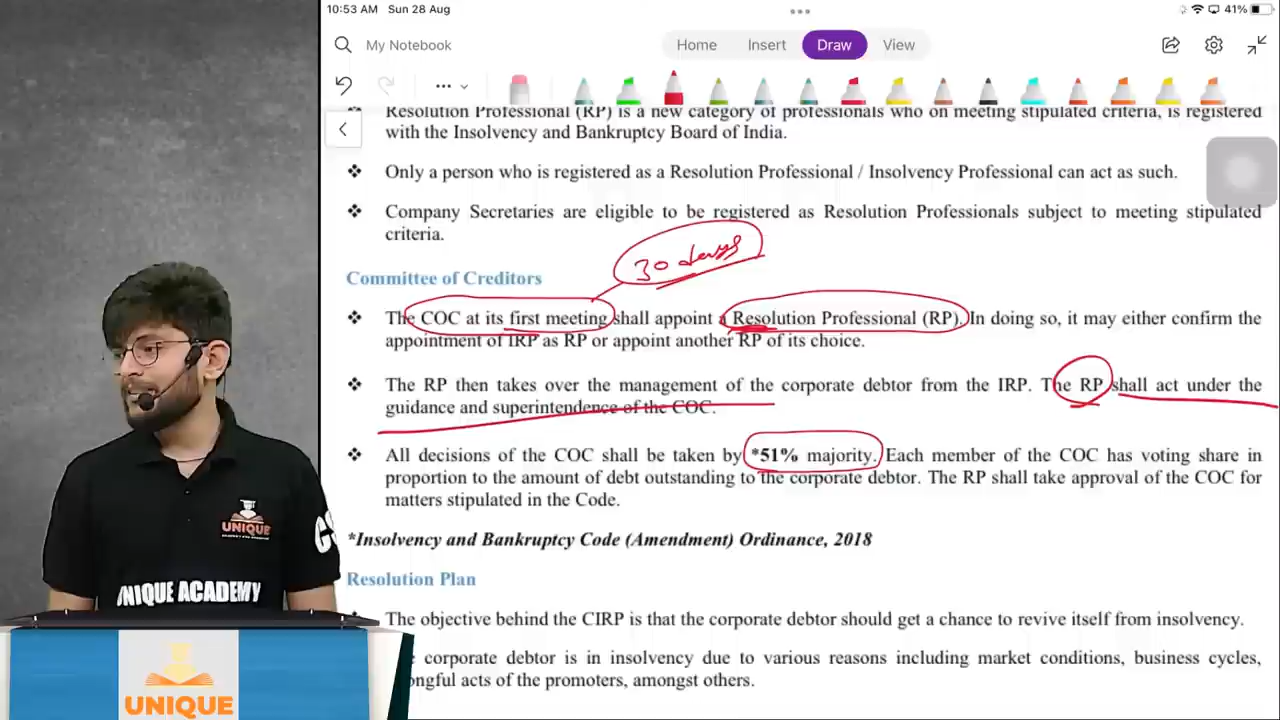 10:53 AM Sun 28 Aug
41%
My Notebook
Home Insert Draw View
Resolution Professional (RP) is a new category of professionals who on meeting stipulated criteria, is registered
with the Insolvency and Bankruptcy Board of India.
Only a person who is registered as a Resolution Professional / Insolvency Professional can act as such.
Company Secretaries are eligible to be registered as Resolution Professionals subject to meeting stipulated
criteria.
30 days
Committee of Creditors
The COC at its first meeting shall appoint a Resolution Professional (RP). In doing so, it may either confirm the
appointment of IRP as RP or appoint another RP of its choice.
The RP then takes over the management of the corporate debtor from the IRP. The RP shall act under the
guidance and superintendence of the COC.
All decisions of the COC shall be taken by *51% majority. Each member of the COC has voting share in
proportion to the amount of debt outstanding to the corporate debtor. The RP shall take approval of the COC for
matters stipulated in the Code.
*Insolvency and Bankruptcy Code (Amendment) Ordinance, 2018
Resolution Plan
The objective behind the CIRP is that the corporate debtor should get a chance to revive itself from insolvency.
corporate debtor is in insolvency due to various reasons including market conditions, business cycles,
ongful acts of the promoters, amongst others.
UNIQUE
CS
UNIQUE ACADEMY
UNIQUE